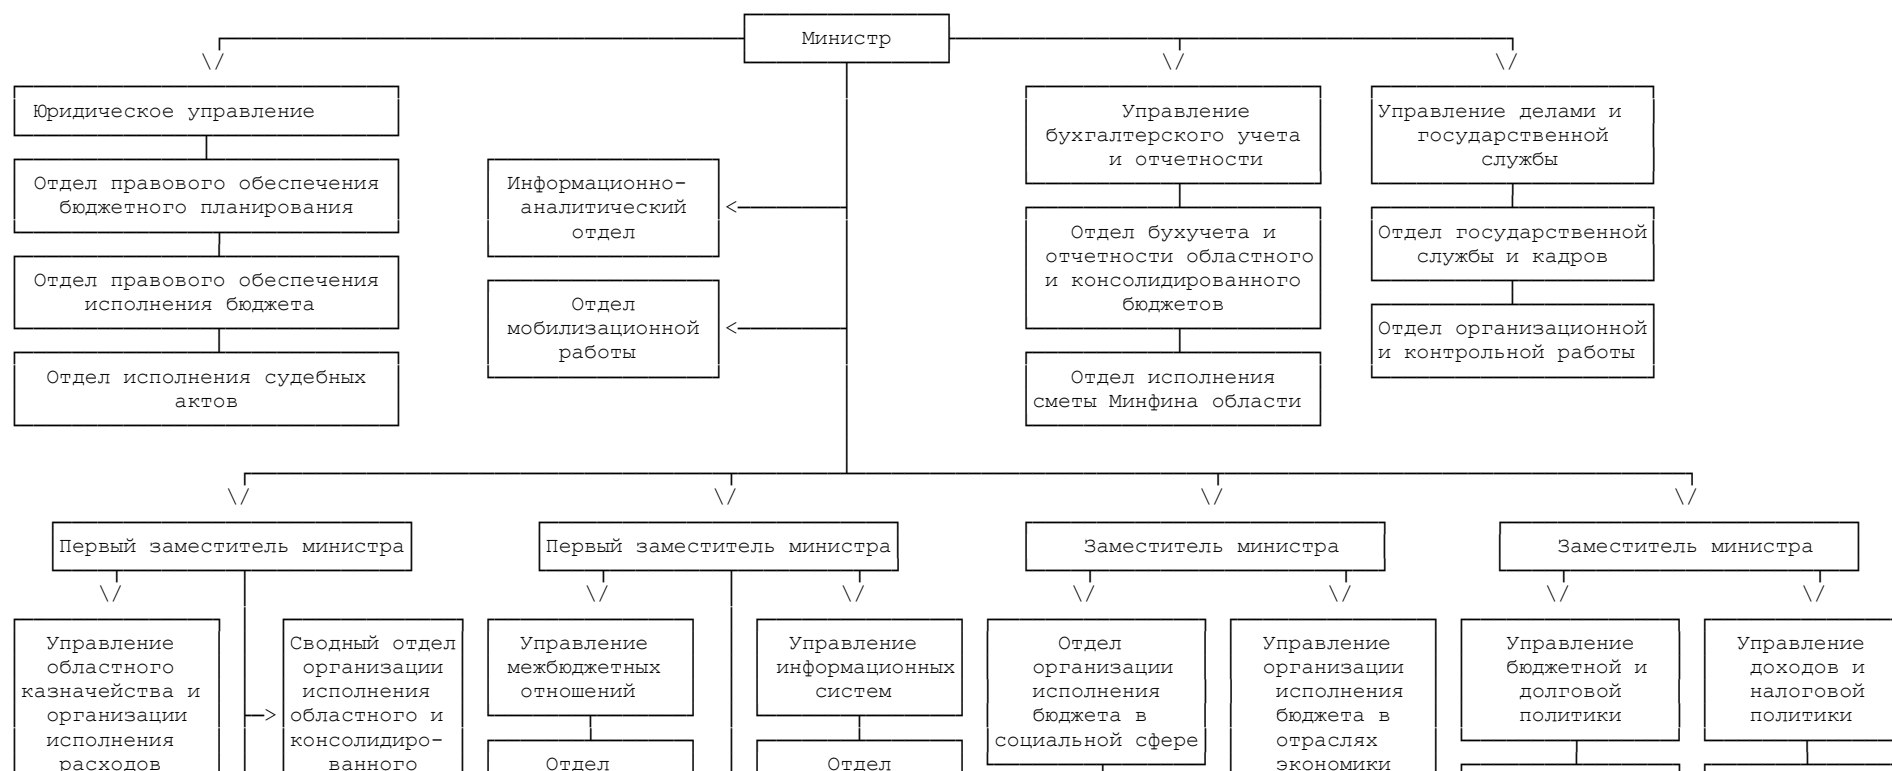 Министр
Юридическое управление
Отдел правового обеспечения
бюджетного планирования
Отдел правового обеспечения
исполнения бюджета
Отдел исполнения судебных
актов
Информационно-
аналитический
отдел
Отдел
мобилизационной
работы
Управление
бухгалтерского учета
и отчетности
Отдел бухучета и
отчетности областного
и консолидированного
бюджетов
Отдел исполнения
сметы Минфина области
Управление делами и
государственной
службы
Отдел государственной
службы и кадров
Отдел организационной
и контрольной работы
Первый заместитель министра
Первый заместитель министра
Заместитель министра
Заместитель министра
Управление
областного
казначейства и
организации
исполнения
расходов
Сводный отдел
организации
исполнения
областного и
консолидиро-
ванного
Управление
межбюджетных
отношений
Отдел
Управление
информационных
систем
Отдел
Отдел
организации
исполнения
бюджета в
социальной сфере
Управление
организации
исполнения
бюджета в
отраслях
экономики
Управление
бюджетной и
долговой
политики
Управление
доходов и
налоговой
политики